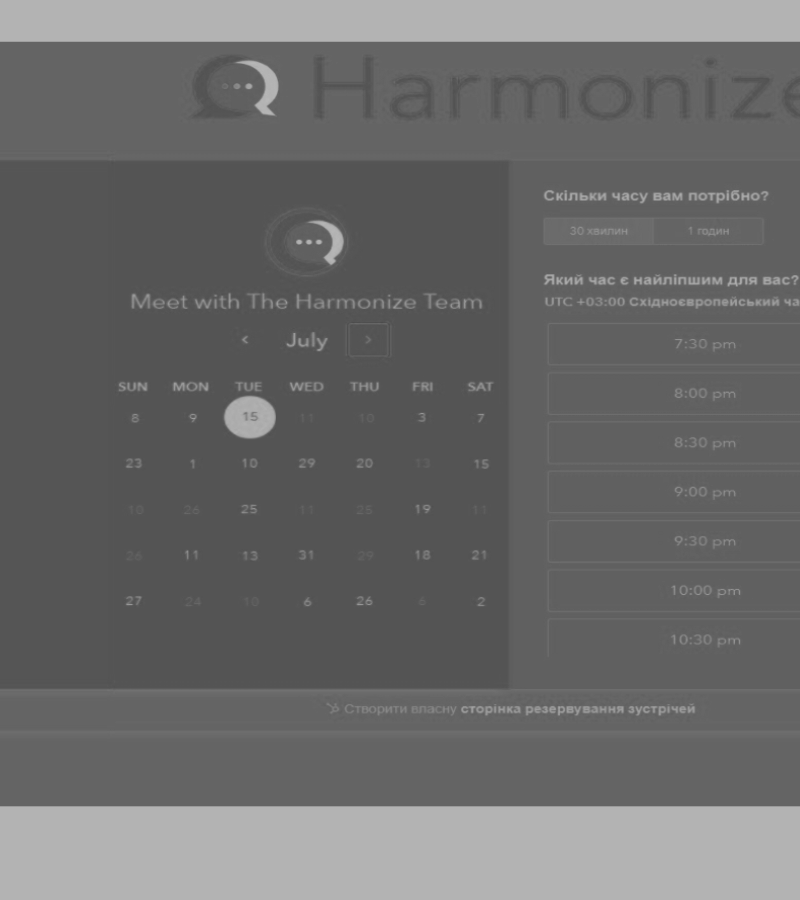 Harmonize
Meet with The Harmonize Team
July
SUN MON TUE WED THU FRI SAT
8 9 15 11 10 3 7
23 1 10 29 20 13 15
10 26 25 11 25 19 11
26 11 13 31 29 18 21
27 24 10 6 26 6 2
Скільки часу вам потрібно?
30 хвилин 1 годин
Який час є найліпшим для вас?
UTC +03:00 Східноєвропейський ча
7:30 pm
8:00 pm
8:30 pm
9:00 pm
9:30 pm
10:00 pm
10:30 pm
Створити власну сторінка резервування зустрічей